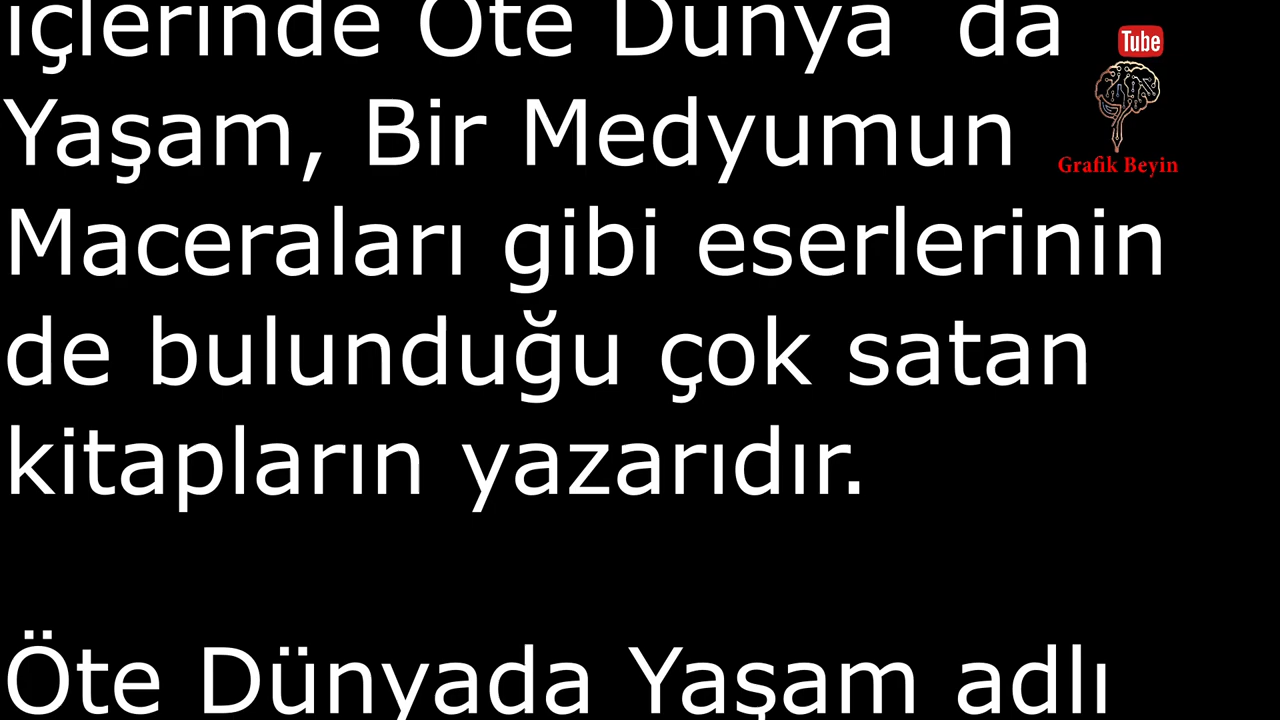 içlerinde Öte Dünya  da
Yaşam, Bir Medyumun
Maceraları gibi eserlerinin
de bulunduğu çok satan
kitapların yazarıdır.
Öte Dünyada Yaşam adlı
Tube
Grafik Beyin